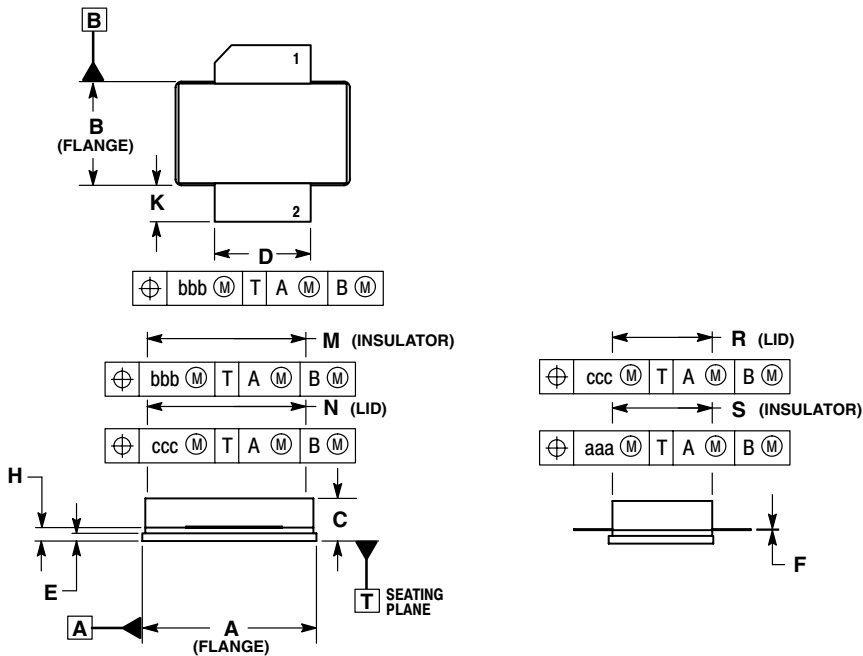 B
1
B
(FLANGE)
K
2
D
⌖ bbb Ⓜ T A Ⓜ B Ⓜ
M (INSULATOR)
⌖ bbb Ⓜ T A Ⓜ B Ⓜ
N (LID)
⌖ ccc Ⓜ T A Ⓜ B Ⓜ
H
C
E
T SEATING
PLANE
A
A
(FLANGE)
R (LID)
⌖ ccc Ⓜ T A Ⓜ B Ⓜ
S (INSULATOR)
⌖ aaa Ⓜ T A Ⓜ B Ⓜ
F